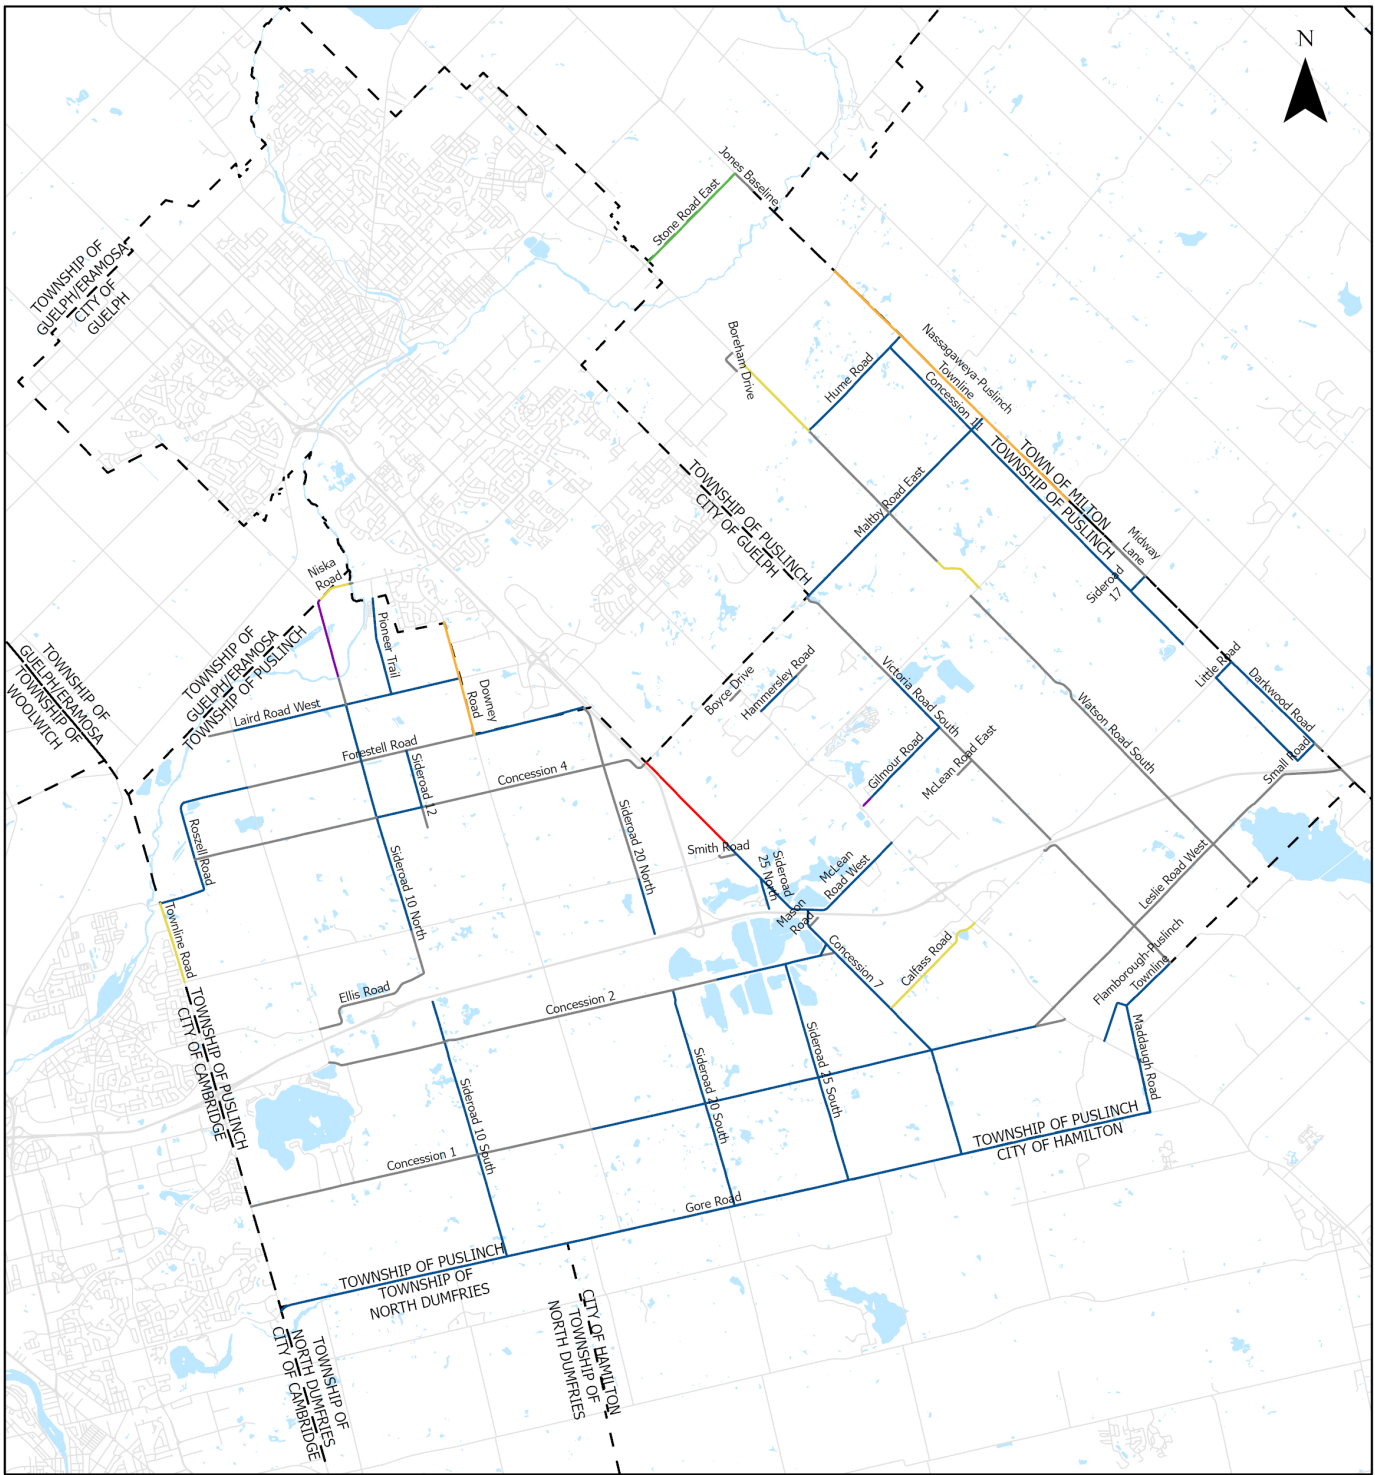 N
Jones Baseline
Stone Road East
TOWNSHIP OF
GUELPH/ERAMOSA
CITY OF
GUELPH
Boreham Drive
Hume Road
Nassagaweya-Puslinch
Townline
Concession 11
TOWN OF MILTON
TOWNSHIP OF PUSLINCH
TOWNSHIP OF PUSLINCH
CITY OF GUELPH
Maltby Road East
Midway
Lane
Sideroad
17
Niska
Road
Pioneer Trail
TOWNSHIP OF
GUELPH/ERAMOSA
TOWNSHIP OF PUSLINCH
TOWNSHIP OF
GUELPH/ERAMOSA
TOWNSHIP OF
WOOLWICH
Little Road
Darkwood Road
Small Road
Boyce Drive
Hammersley Road
Victoria Road South
Watson Road South
Laird Road West
Downey
Road
Forestell Road
Gilmour Road
McLean Road East
Sideroad 12
Concession 4
Sideroad 20 North
Smith Road
Sideroad
25 North
McLean
Road West
Roszell Road
Sideroad 10 North
Leslie Road West
Mason
Road
Townline Road
Concession 7
Calfass Road
Flamborough-Puslinch
Townline
Ellis Road
Concession 2
TOWNSHIP OF PUSLINCH
CITY OF CAMBRIDGE
Sideroad 10 South
Sideroad 20 South
Sideroad 25 South
Maddaugh Road
Concession 1
TOWNSHIP OF PUSLINCH
CITY OF HAMILTON
Gore Road
TOWNSHIP OF PUSLINCH
TOWNSHIP OF
NORTH DUMFRIES
TOWNSHIP OF
NORTH DUMFRIES
CITY OF CAMBRIDGE
CITY OF HAMILTON
TOWNSHIP OF
NORTH DUMFRIES